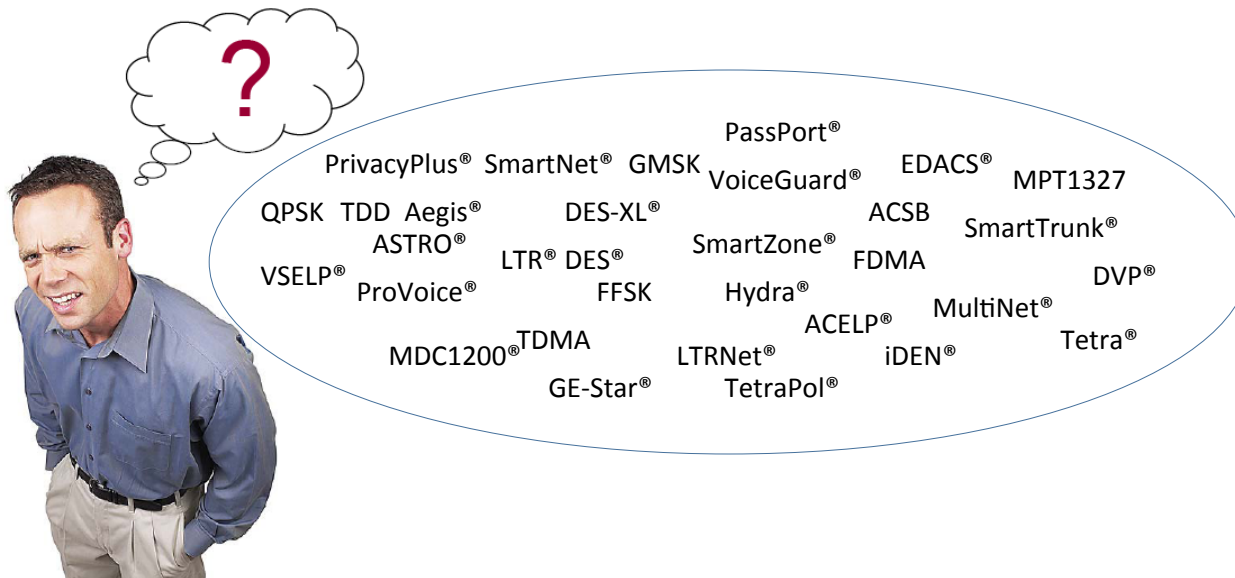 ?
PassPort®
PrivacyPlus® SmartNet® GMSK VoiceGuard® EDACS® MPT1327
QPSK TDD Aegis® DES-XL® ACSB SmartTrunk®
ASTRO® LTR® DES® SmartZone® FDMA
VSELP® ProVoice® FFSK Hydra® DVP®
ACELP® MultiNet®
MDC1200® TDMA LTRNet® iDEN® Tetra®
GE-Star® TetraPol®